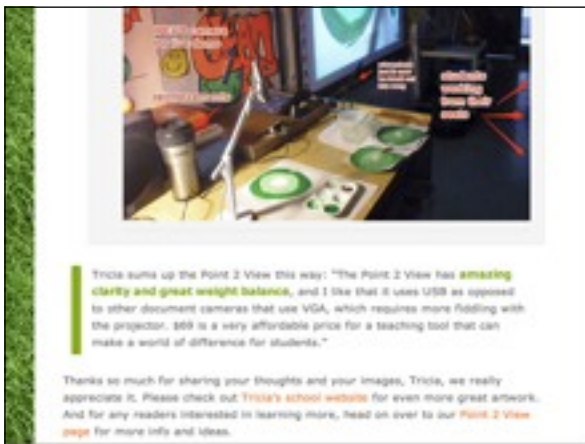 students
working
from their
seats
Tricia sums up the Point 2 View this way: "The Point 2 View has amazing
clarity and great weight balance, and I like that it uses USB as opposed
to other document cameras that use VGA, which requires more fiddling with
the projector. $69 is a very affordable price for a teaching tool that can
make a world of difference for students."
Thanks so much for sharing your thoughts and your images, Tricia, we really
appreciate it. Please check out Tricia's school website for even more great artwork.
And for any readers interested in learning more, head on over to our Point 2 View
page for more info and ideas.